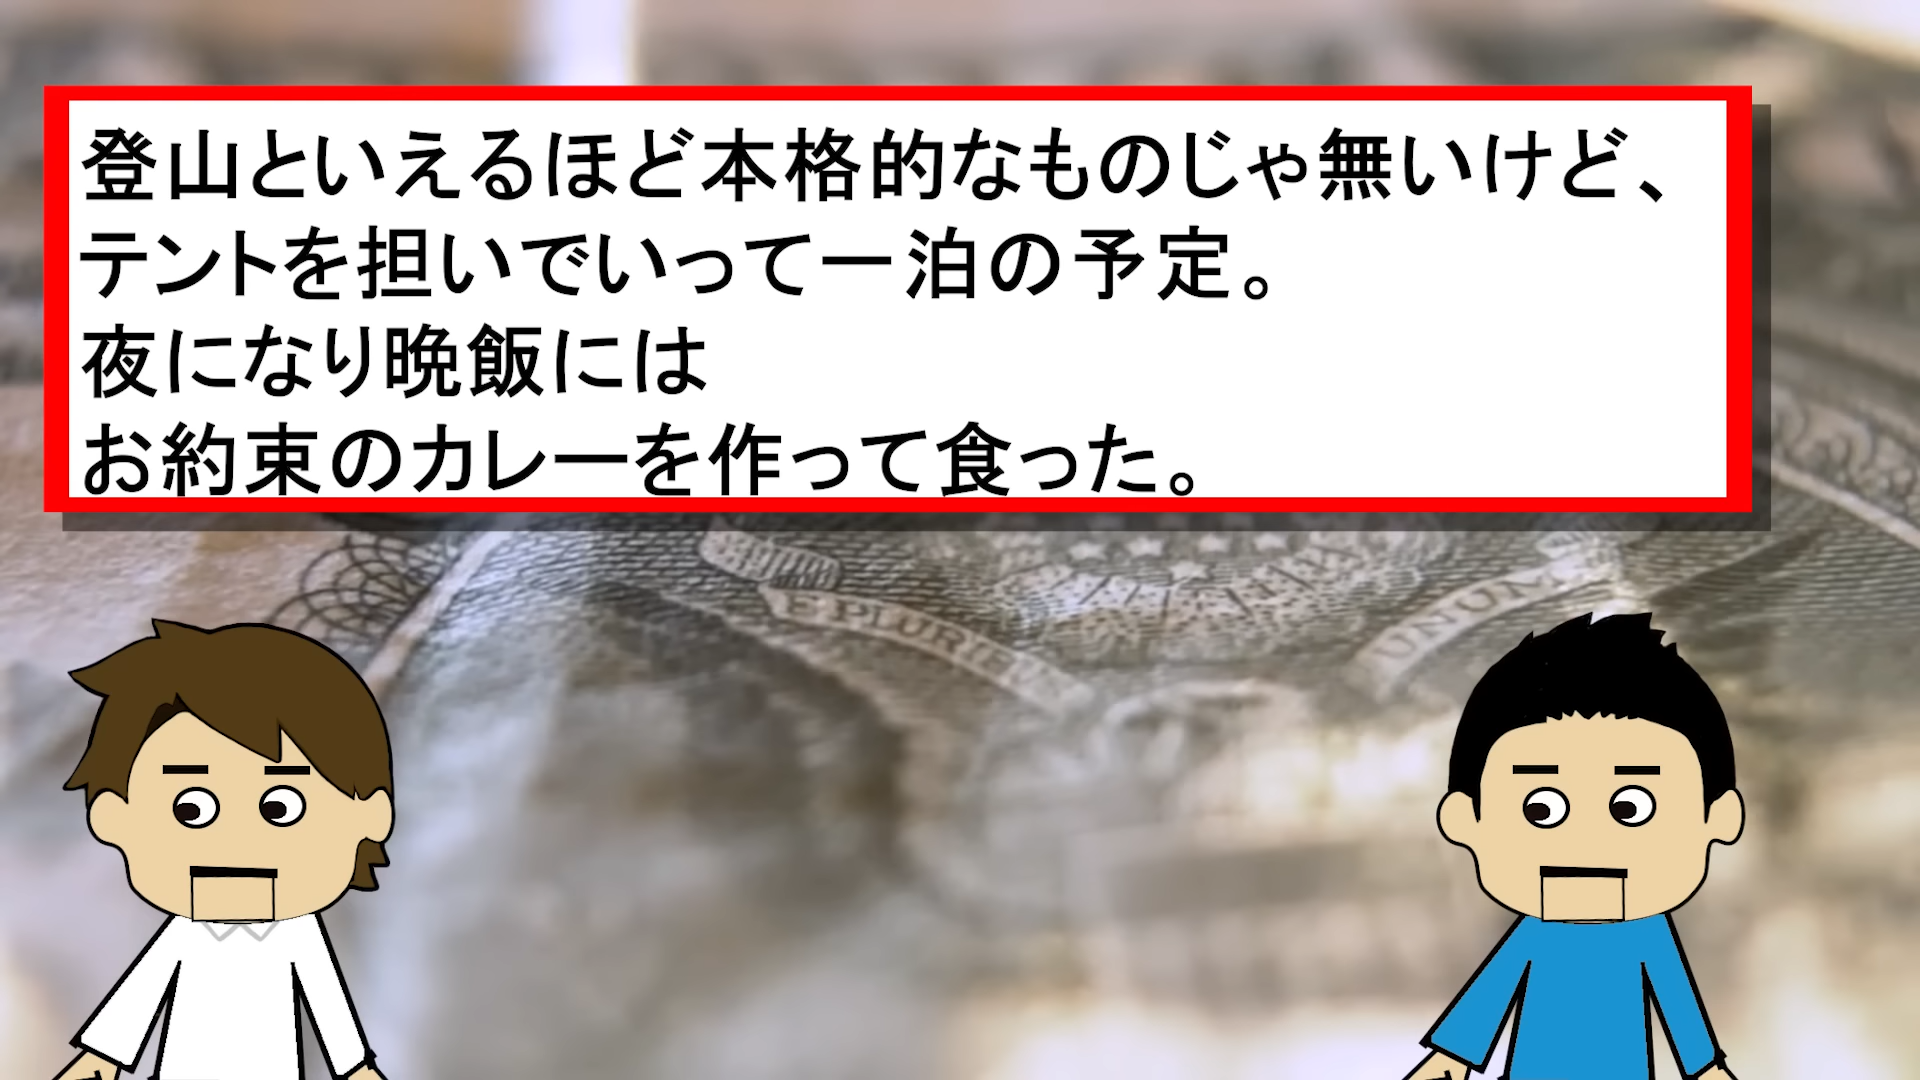 登山といえるほど本格的なものじゃ無いけど、
テントを担いでいって一泊の予定。
夜になり晩飯には
お約束のカレーを作って食った。
E PLURIBUS
UNUM